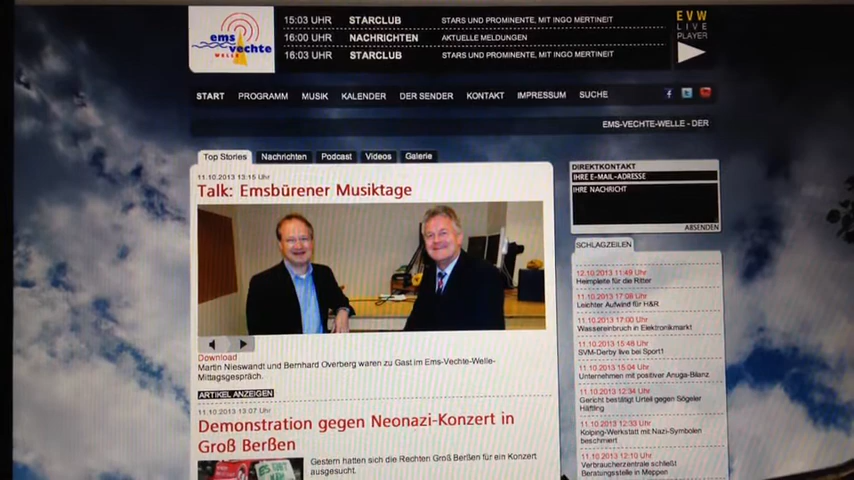 ems
vechte
WELLE
15:03 UHR STARCLUB STARS UND PROMINENTE, MIT INGO MERTINEIT
16:00 UHR NACHRICHTEN AKTUELLE MELDUNGEN
16:03 UHR STARCLUB STARS UND PROMINENTE, MIT INGO MERTINEIT
EVW
LIVE
PLAYER
START PROGRAMM MUSIK KALENDER DER SENDER KONTAKT IMPRESSUM SUCHE
EMS-VECHTE-WELLE - DER
Top Stories Nachrichten Podcast Videos Galerie
11.10.2013 13:15 Uhr
Talk: Emsbürener Musiktage
Download
Martin Nieswandt und Bernhard Overberg waren zu Gast im Ems-Vechte-Welle-
Mittagsgespräch.
ARTIKEL ANZEIGEN
11.10.2013 13:07 Uhr
Demonstration gegen Neonazi-Konzert in
Groß Berßen
Gestern hatten sich die Rechten Groß Berßen für ein Konzert
ausgesucht.
DIREKTKONTAKT
IHRE E-MAIL-ADRESSE
IHRE NACHRICHT
ABSENDEN
SCHLAGZEILEN
12.10.2013 11:49 Uhr
Heimpleite für die Ritter
11.10.2013 17:08 Uhr
Leichter Aufwind für H&R
11.10.2013 17:00 Uhr
Wassereinbruch in Elektronikmarkt
11.10.2013 15:48 Uhr
SVM-Derby live bei Sport1
11.10.2013 15:04 Uhr
Unternehmen mit positiver Anuga-Bilanz
11.10.2013 12:34 Uhr
Gericht bestätigt Urteil gegen Sögeler
Häftling
11.10.2013 12:33 Uhr
Kolping-Werkstatt mit Nazi-Symbolen
beschmiert
11.10.2013 12:10 Uhr
Verbraucherzentrale schließt
Beratungsstelle in Meppen